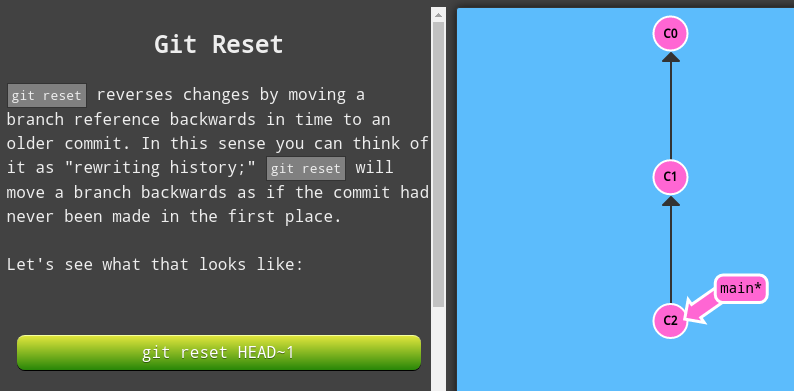 Git Reset
git reset reverses changes by moving a
branch reference backwards in time to an
older commit. In this sense you can think of
it as "rewriting history;" git reset will
move a branch backwards as if the commit had
never been made in the first place.
Let's see what that looks like:
git reset HEAD~1
C0
C1
main*
C2